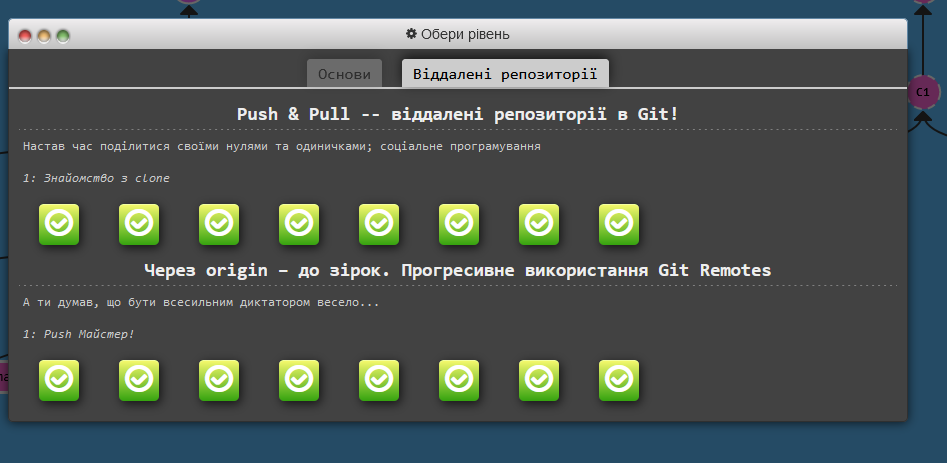 Обери рівень
Основи
Віддалені репозиторії
C1
Push & Pull -- віддалені репозиторії в Git!
Настав час поділитися своїми нулями та одиничками; соціальне програмування
1: Знайомство з clone
Через origin – до зірок. Прогресивне використання Git Remotes
А ти думав, що бути всесильним диктатором весело...
1: Push Майстер!